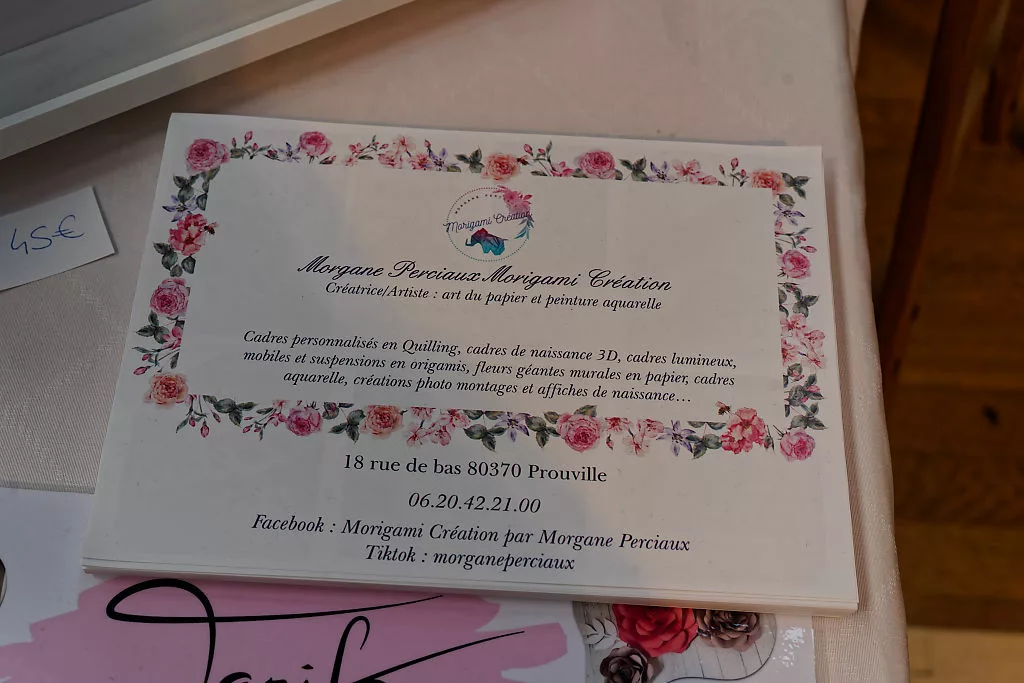 45€
Morigami Création
Morgane Perciaux Morigami Création
Créatrice/Artiste : art du papier et peinture aquarelle
Cadres personnalisés en Quilling, cadres de naissance 3D, cadres lumineux,
mobiles et suspensions en origamis, fleurs géantes murales en papier, cadres
aquarelle, créations photo montages et affiches de naissance…
18 rue de bas 80370 Prouville
06.20.42.21.00
Facebook : Morigami Création par Morgane Perciaux
Tiktok : morganeperciaux